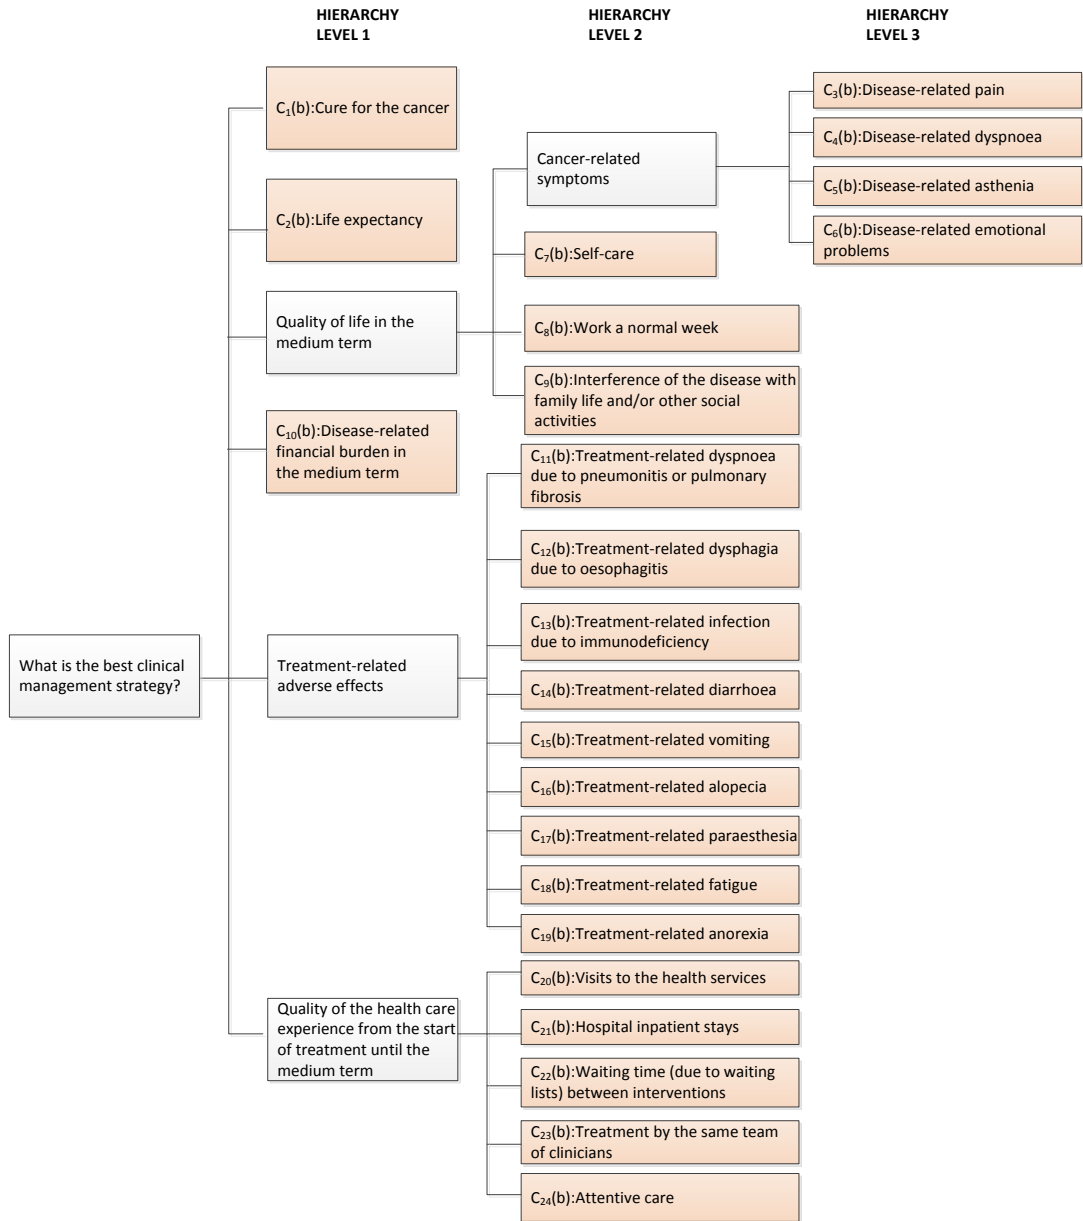 HIERARCHY
LEVEL 1
HIERARCHY
LEVEL 2
HIERARCHY
LEVEL 3
What is the best clinical
management strategy?
C₁(b):Cure for the cancer
C₂(b):Life expectancy
Quality of life in the
medium term
C₁₀(b):Disease-related
financial burden in
the medium term
Treatment-related
adverse effects
Quality of the health care
experience from the start
of treatment until the
medium term
Cancer-related
symptoms
C₇(b):Self-care
C₈(b):Work a normal week
C₉(b):Interference of the disease with
family life and/or other social
activities
C₁₁(b):Treatment-related dyspnoea
due to pneumonitis or pulmonary
fibrosis
C₁₂(b):Treatment-related dysphagia
due to oesophagitis
C₁₃(b):Treatment-related infection
due to immunodeficiency
C₁₄(b):Treatment-related diarrhoea
C₁₅(b):Treatment-related vomiting
C₁₆(b):Treatment-related alopecia
C₁₇(b):Treatment-related paraesthesia
C₁₈(b):Treatment-related fatigue
C₁₉(b):Treatment-related anorexia
C₂₀(b):Visits to the health services
C₂₁(b):Hospital inpatient stays
C₂₂(b):Waiting time (due to waiting
lists) between interventions
C₂₃(b):Treatment by the same team
of clinicians
C₂₄(b):Attentive care
C₃(b):Disease-related pain
C₄(b):Disease-related dyspnoea
C₅(b):Disease-related asthenia
C₆(b):Disease-related emotional
problems